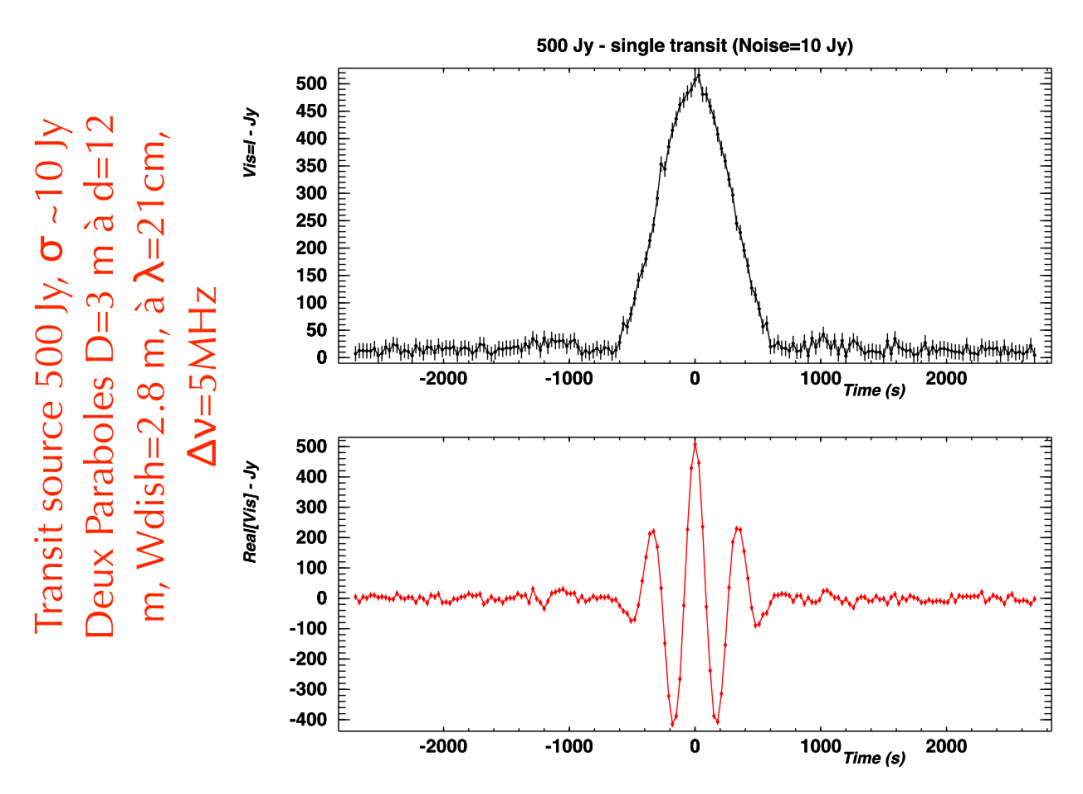 Transit source 500 Jy, σ ~10 Jy
Deux Paraboles D=3 m à d=12
m, Wdish=2.8 m, à λ=21cm,
Δν=5MHz
500 Jy - single transit (Noise=10 Jy)
Vis=I - Jy
500
450
400
350
300
250
200
150
100
50
0
-2000 -1000 0 1000 2000
Time (s)
Real[Vis] - Jy
500
400
300
200
100
0
-100
-200
-300
-400
-2000 -1000 0 1000 2000
Time (s)